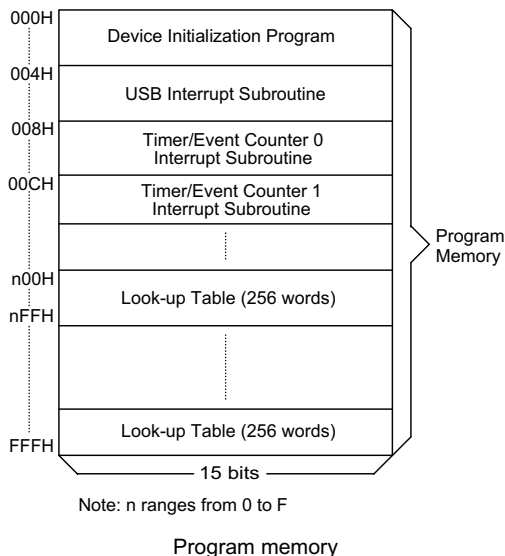 000H
Device Initialization Program
004H
USB Interrupt Subroutine
008H
Timer/Event Counter 0
Interrupt Subroutine
00CH
Timer/Event Counter 1
Interrupt Subroutine
Program
Memory
n00H
Look-up Table (256 words)
nFFH
Look-up Table (256 words)
FFFH
15 bits
Note: n ranges from 0 to F
Program memory